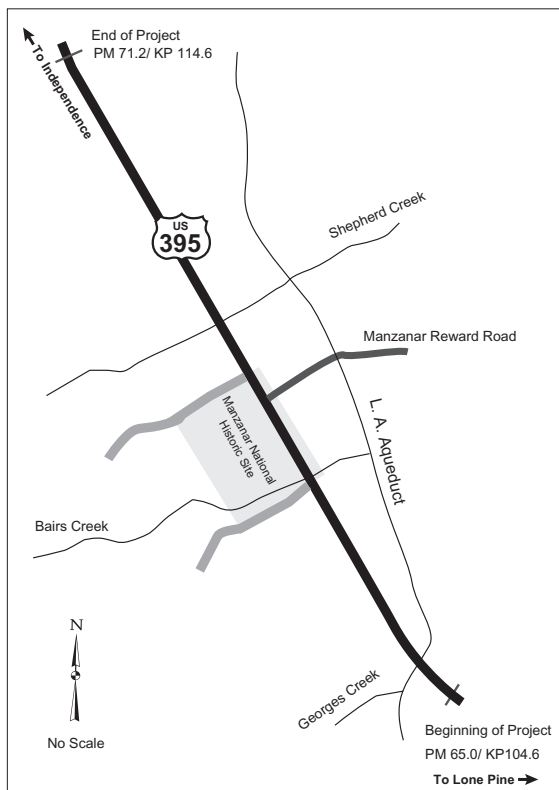 End of Project
PM 71.2/ KP 114.6
To Independence
US
395
Shepherd Creek
Manzanar Reward Road
Manzanar National
Historic Site
L. A. Aqueduct
Bairs Creek
N
No Scale
Georges Creek
Beginning of Project
PM 65.0/ KP104.6
To Lone Pine